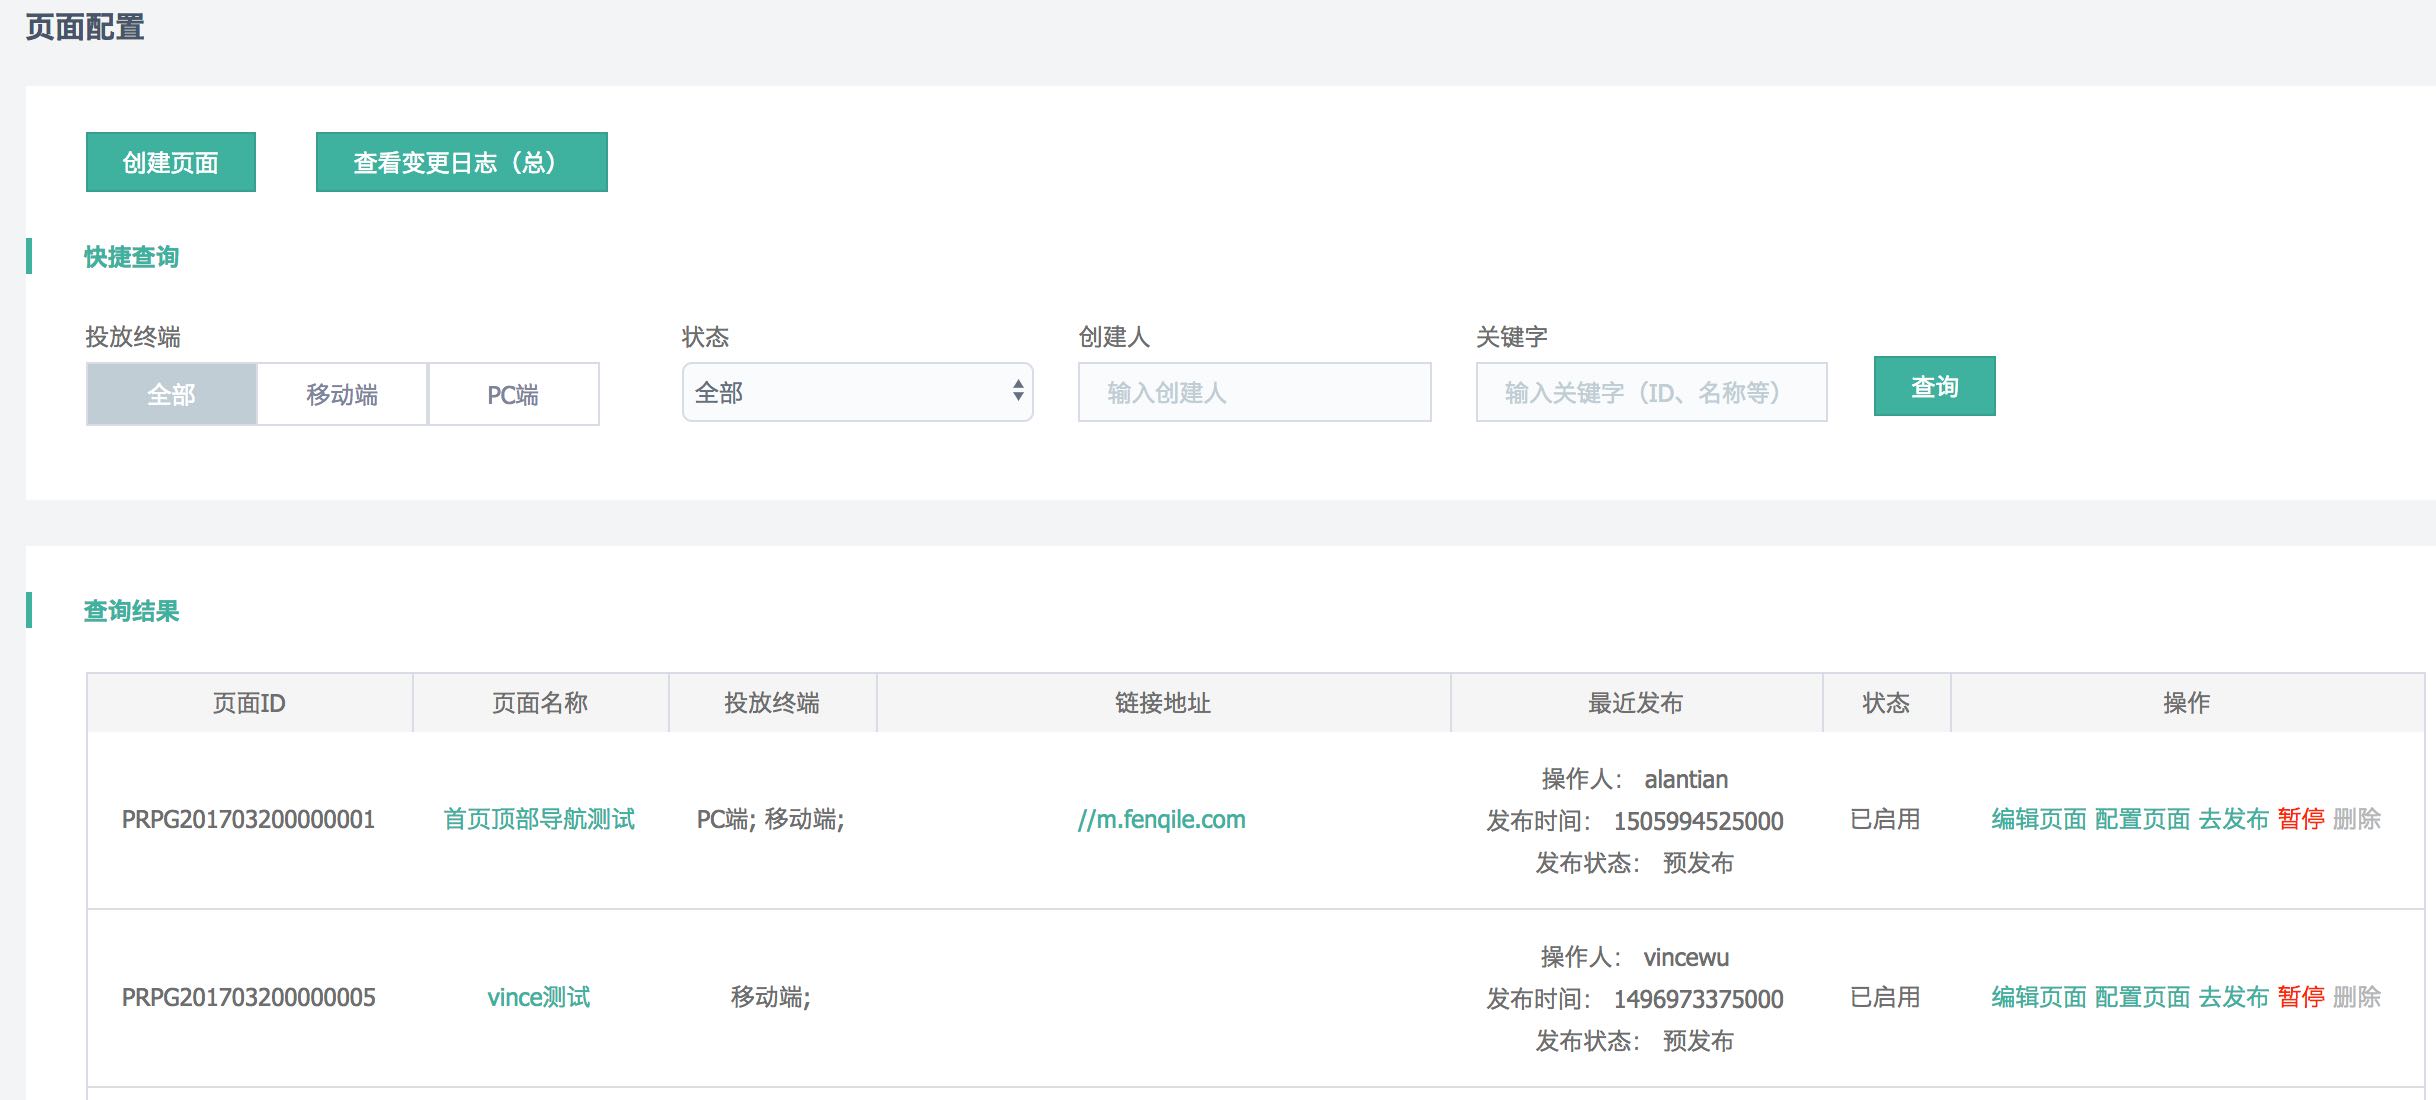 页面配置
创建页面 查看变更日志（总）
快捷查询
投放终端 状态 创建人 关键字
全部 移动端 PC端 全部 输入创建人 输入关键字（ID、名称等） 查询
查询结果
页面ID 页面名称 投放终端 链接地址 最近发布 状态 操作
操作人： alantian
PRPG201703200000001 首页顶部导航测试 PC端; 移动端; //m.fenqile.com 发布时间： 1505994525000 已启用 编辑页面 配置页面 去发布 暂停 删除
发布状态： 预发布
操作人： vincewu
PRPG201703200000005 vince测试 移动端; 发布时间： 1496973375000 已启用 编辑页面 配置页面 去发布 暂停 删除
发布状态： 预发布